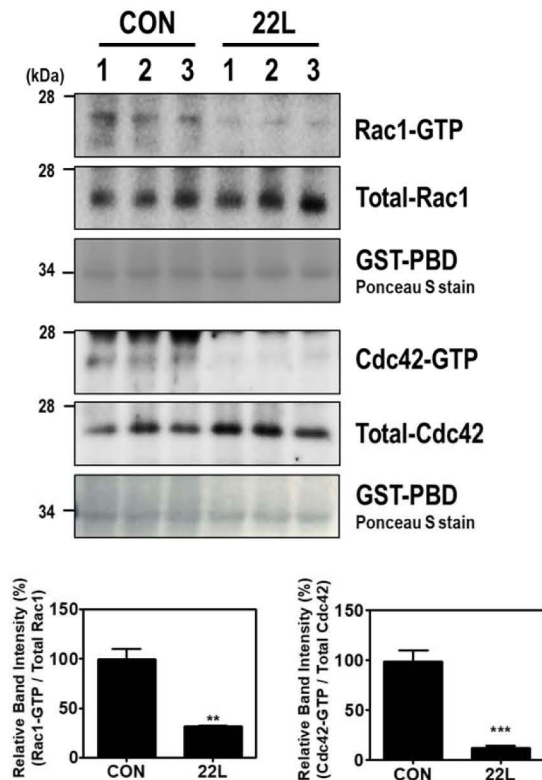 CON 22L
(kDa) 1 2 3 1 2 3
28
Rac1-GTP
28
Total-Rac1
34
GST-PBD
Ponceau S stain
28
Cdc42-GTP
28
Total-Cdc42
34
GST-PBD
Ponceau S stain
Relative Band Intensity (%)
(Rac1-GTP / Total Rac1)
150
100
50
0
**
CON 22L
Relative Band Intensity (%)
(Cdc42-GTP / Total Cdc42)
150
100
50
0
***
CON 22L